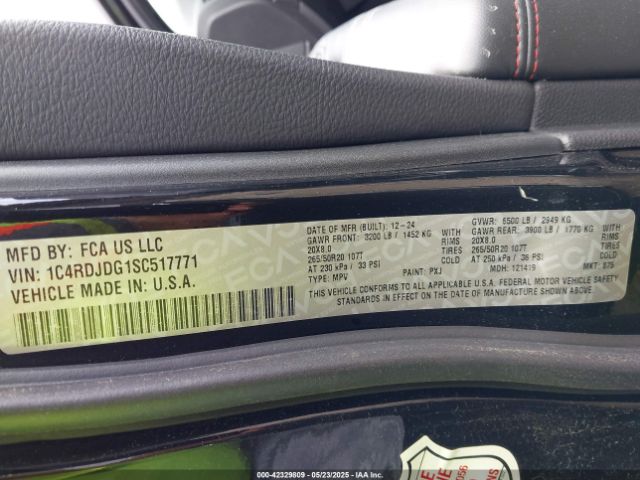 MFD BY: FCA US LLC
VIN: 1C4RDJDG1SC517771
VEHICLE MADE IN: U.S.A.
DATE OF MFR (BUILT): 12-24 GVWR: 6500 LB / 2949 KG
GAWR FRONT: 3200 LB / 1452 KG WITH GAWR REAR: 3900 LB / 1770 KG WITH
20X8.0 TIRES 20X8.0 TIRES
265/50R20 107T COLD 265/50R20 107T COLD
AT 230 kPa / 33 PSI AT 250 kPa / 36 PSI
TYPE: MPV PAINT: PXJ MDH: 121419 MKT: 875
THIS VEHICLE CONFORMS TO ALL APPLICABLE U.S.A. FEDERAL MOTOR VEHICLE SAFETY
STANDARDS IN EFFECT ON THE DATE OF MANUFACTURE SHOWN ABOVE
056
000-42329809 - 05/23/2025 - IAA Inc.